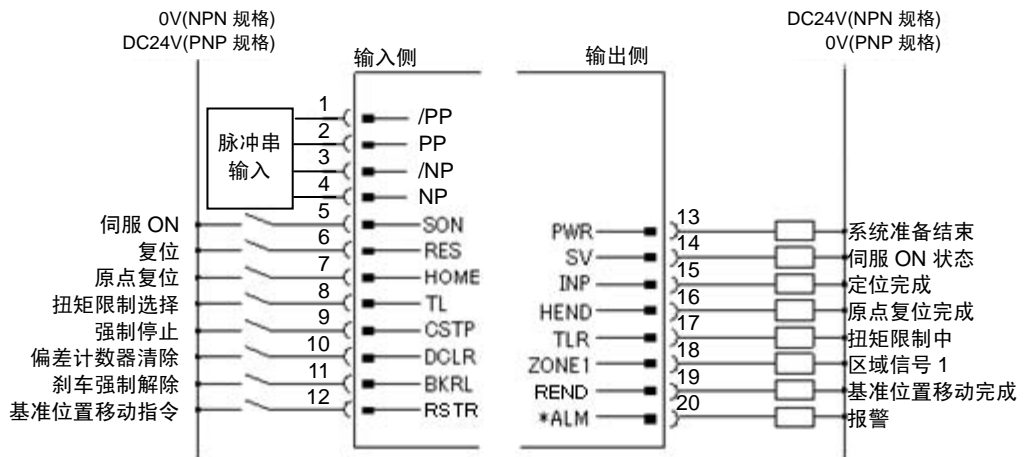 0V(NPN 规格)
DC24V(PNP 规格)
DC24V(NPN 规格)
0V(PNP 规格)
输入侧
输出侧
脉冲串
输入
1 /PP
2 PP
3 /NP
4 NP
伺服 ON 5 SON
复位 6 RES
原点复位 7 HOME
扭矩限制选择 8 TL
强制停止 9 CSTP
偏差计数器清除 10 DCLR
刹车强制解除 11 BKRL
基准位置移动指令 12 RSTR
PWR 13 系统准备结束
SV 14 伺服 ON 状态
INP 15 定位完成
HEND 16 原点复位完成
TLR 17 扭矩限制中
ZONE1 18 区域信号 1
REND 19 基准位置移动完成
*ALM 20 报警